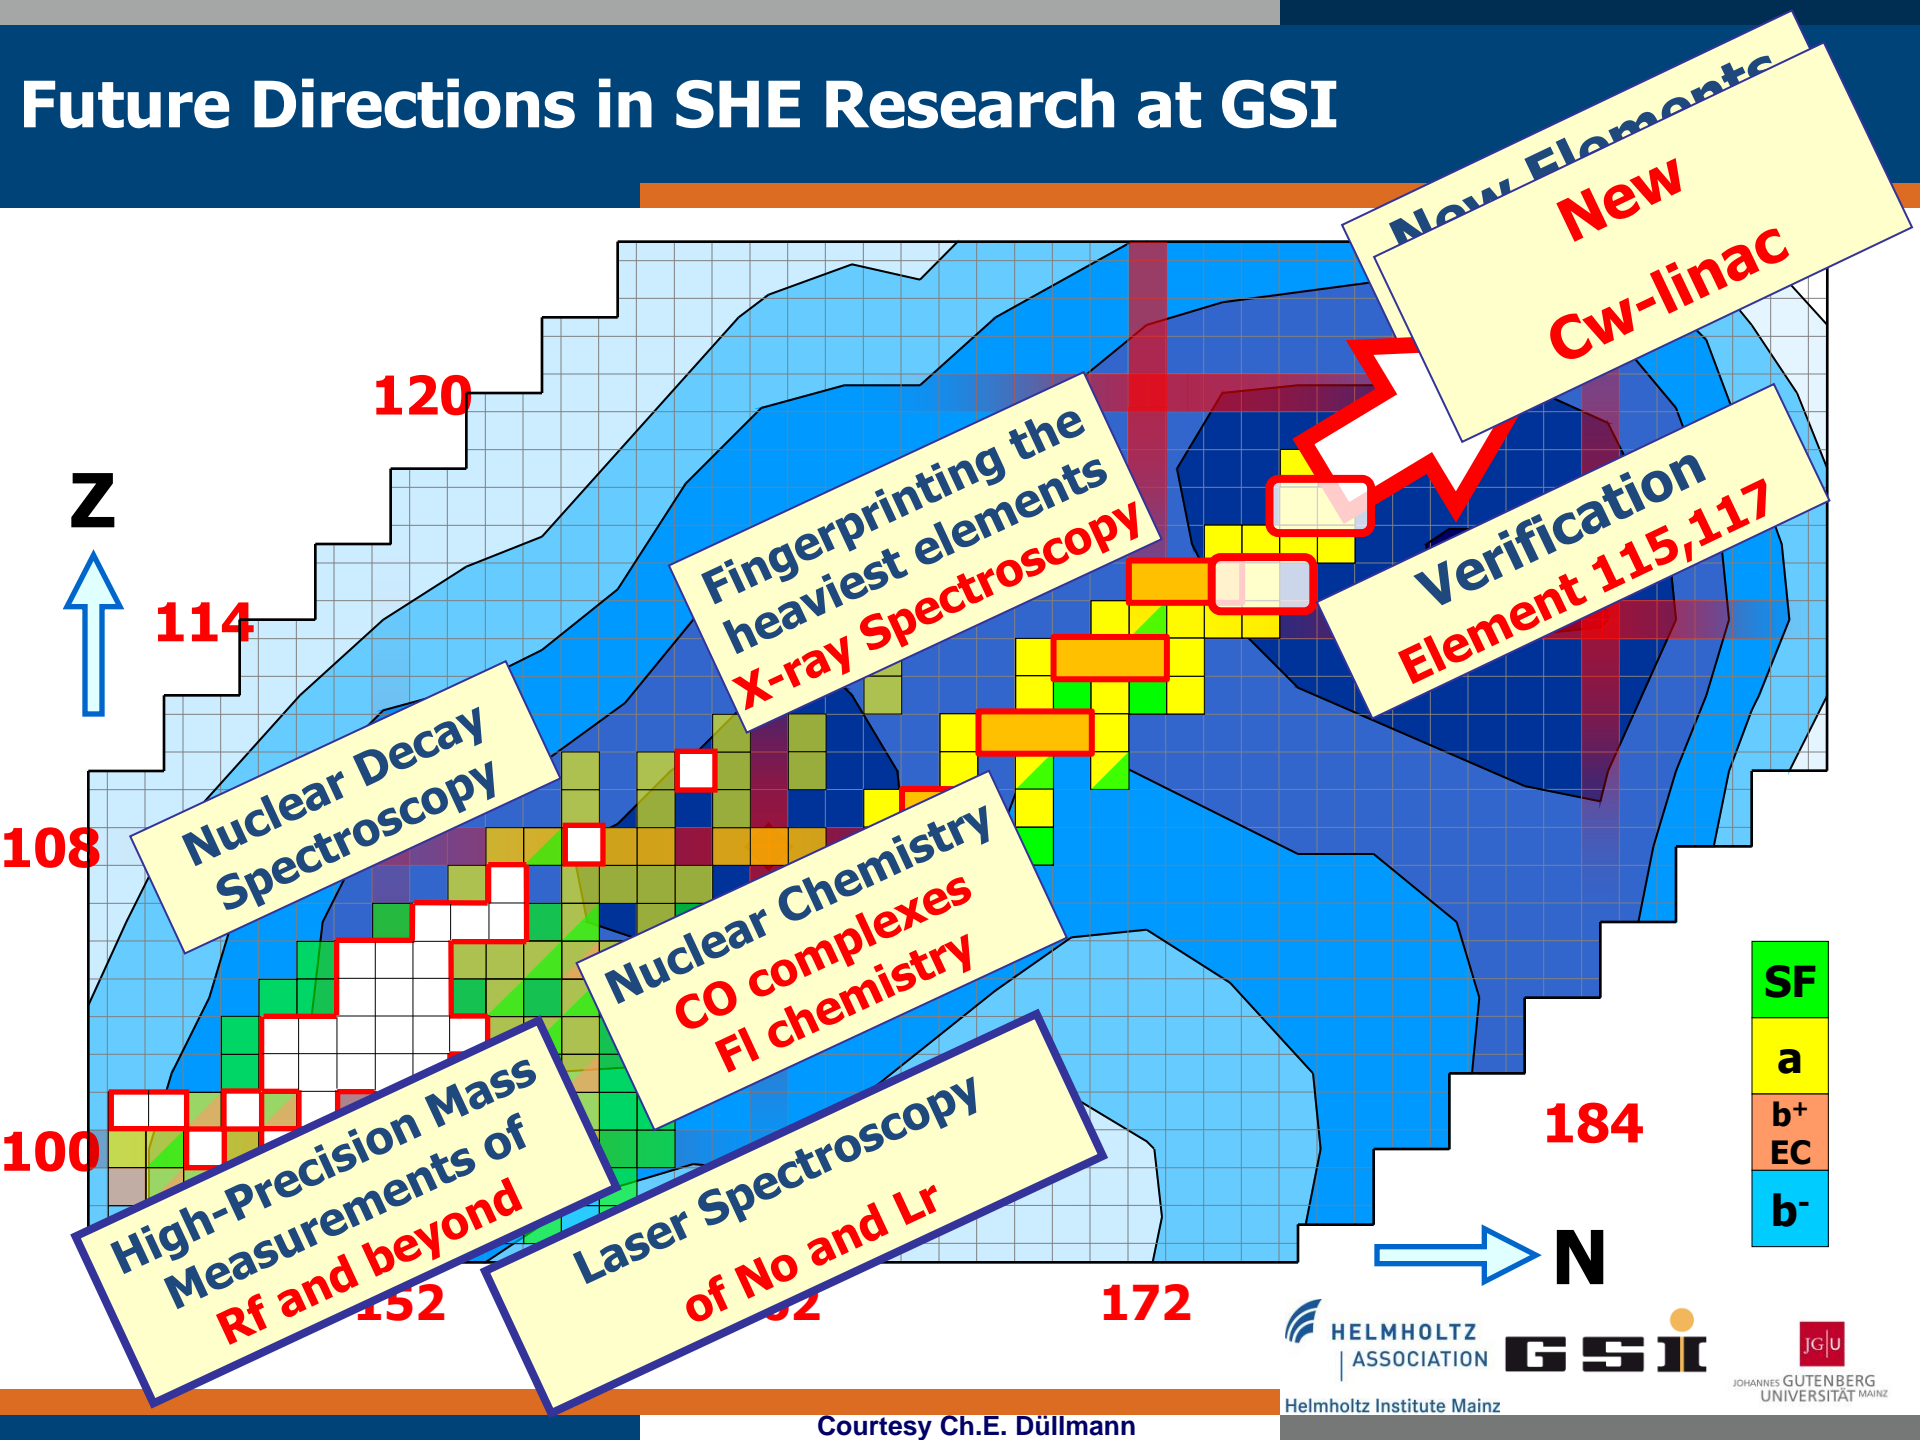 Future Directions in SHE Research at GSI
New Elements
New
Cw-linac
120
Z
Fingerprinting the
heaviest elements
X-ray Spectroscopy
Verification
Element 115,117
114
Nuclear Decay
Spectroscopy
108
Nuclear Chemistry
CO complexes
Fl chemistry
SF
a
b+
EC
b-
100
High-Precision Mass
Measurements of
Rf and beyond
Laser Spectroscopy
of No and Lr
184
N
152
172
HELMHOLTZ
ASSOCIATION
Helmholtz Institute Mainz
GSI
JG|U
JOHANNES GUTENBERG
UNIVERSITÄT MAINZ
Courtesy Ch.E. Düllmann